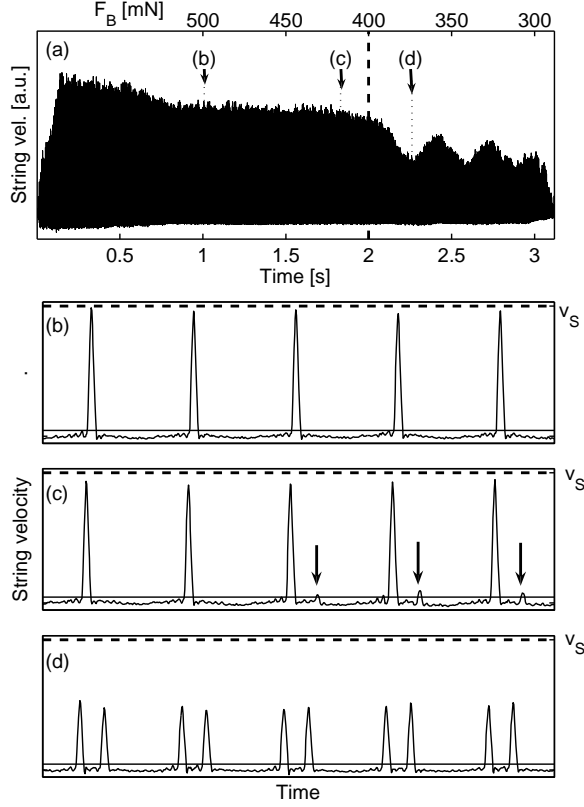 F_B [mN] 500 450 400 350 300
(a)
(b) (c) (d)
String vel. [a.u.]
0.5 1 1.5 2 2.5 3
Time [s]
(b)
v_S
(c)
v_S
String velocity
(d)
v_S
Time